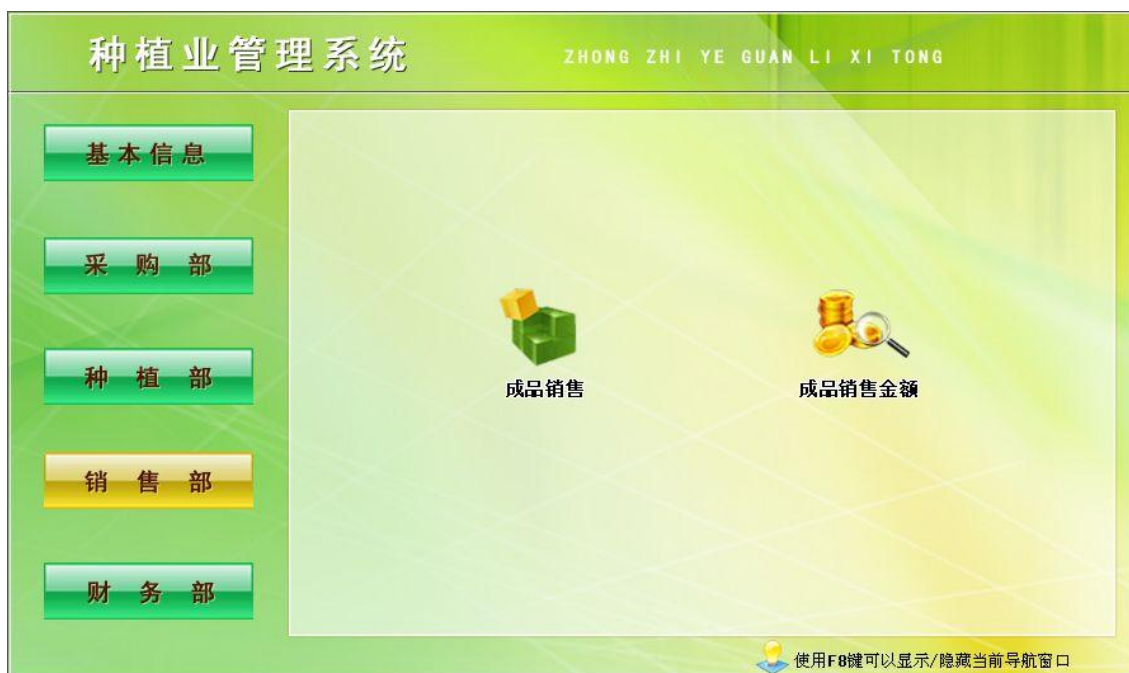 种植业管理系统
ZHONG ZHI YE GUAN LI XI TONG
基本信息
采购部
种植部
销售部
财务部
成品销售
成品销售金额
使用F8键可以显示/隐藏当前导航窗口